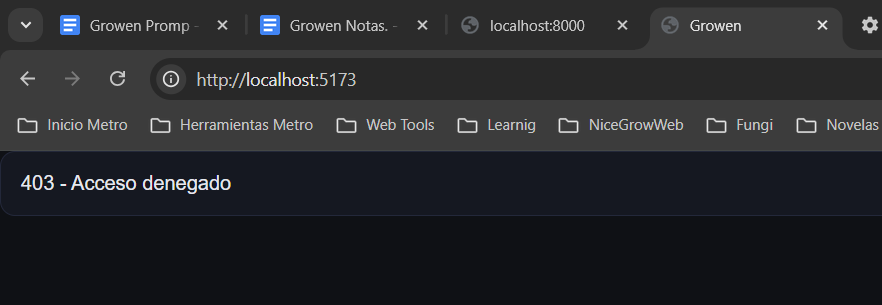 Growen Promp - Growen Notas. - localhost:8000 Growen
http://localhost:5173
Inicio Metro Herramientas Metro Web Tools Learnig NiceGrowWeb Fungi Novelas
403 - Acceso denegado